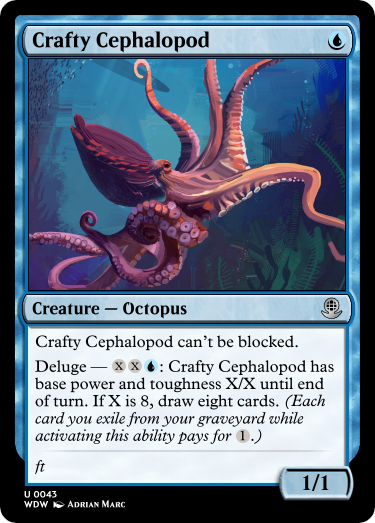 Crafty Cephalopod
Creature — Octopus
Crafty Cephalopod can't be blocked.
Deluge — XX: Crafty Cephalopod has
base power and toughness X/X until end
of turn. If X is 8, draw eight cards. (Each
card you exile from your graveyard while
activating this ability pays for 1.)
ft
1/1
U 0043
WDW Adrian Marc